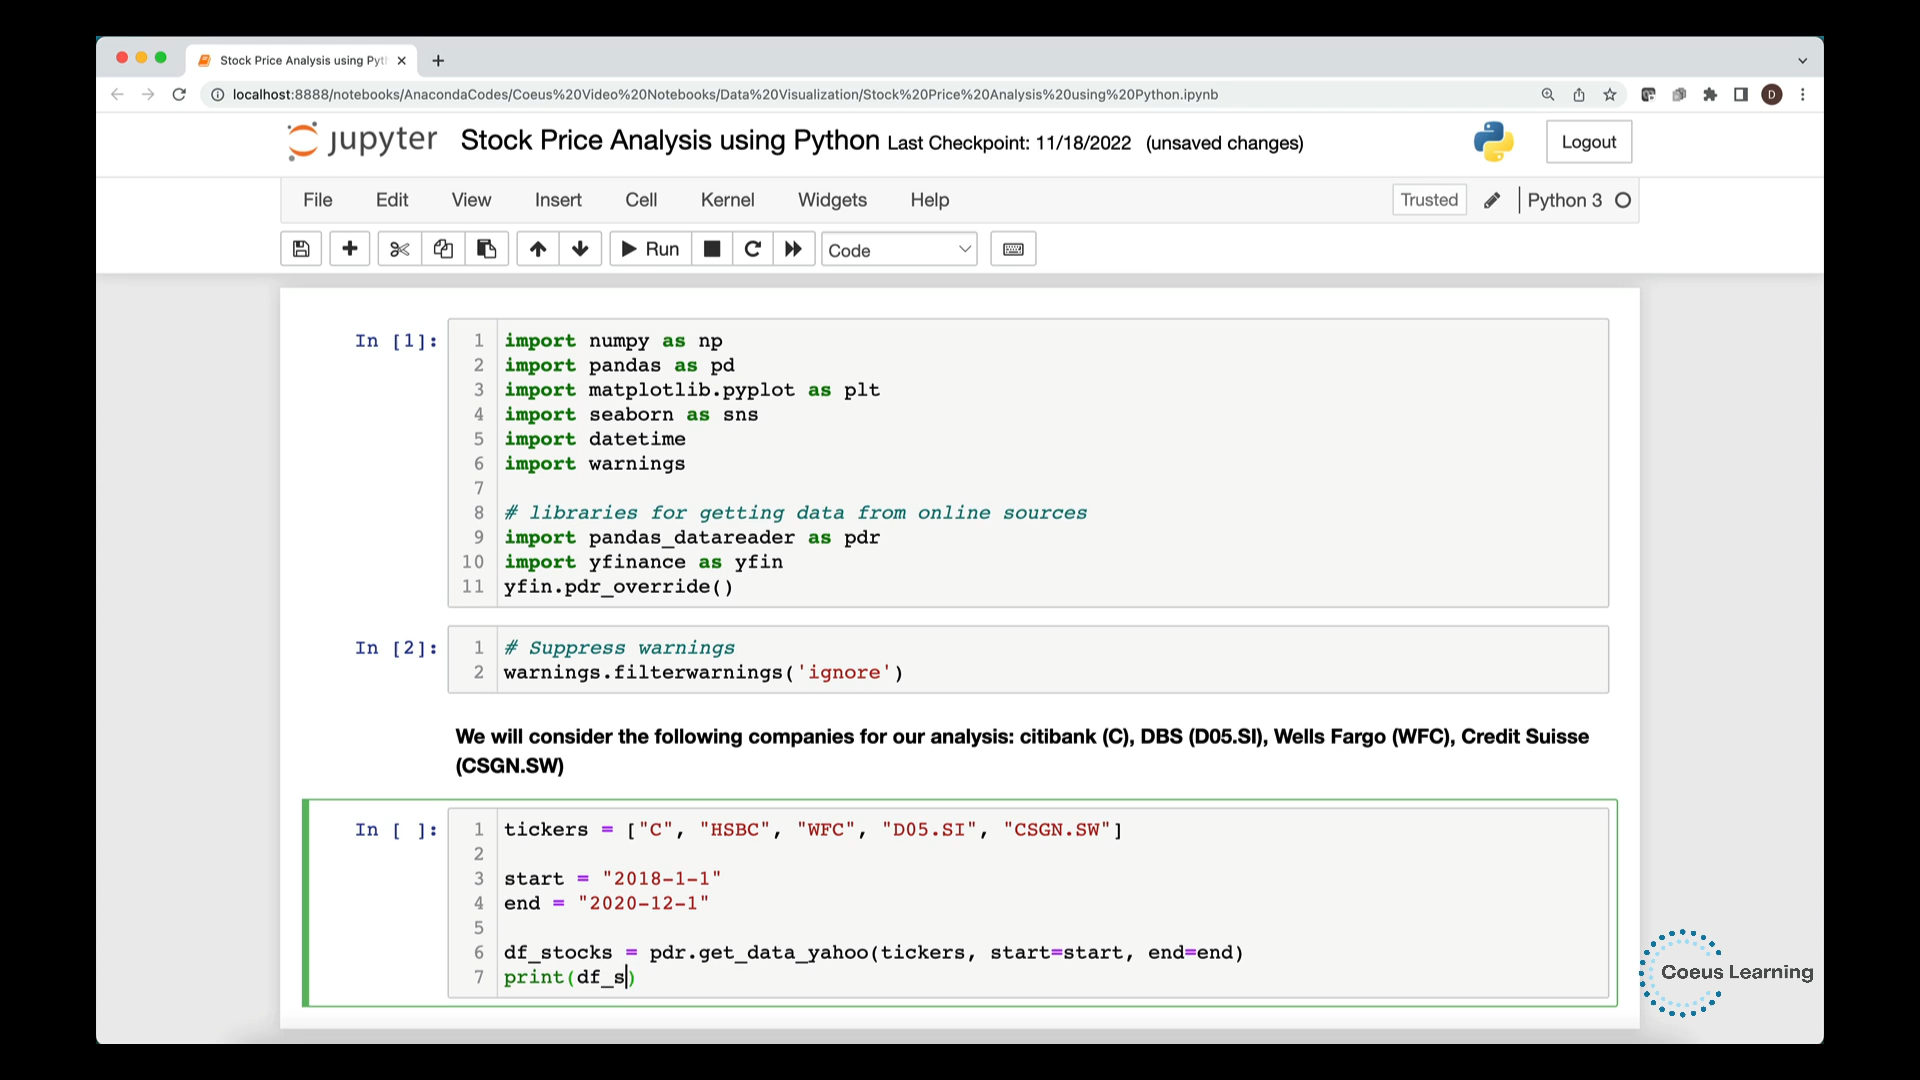 Stock Price Analysis using Pyt
localhost:8888/notebooks/AnacondaCodes/Coeus%20Video%20Notebooks/Data%20Visualization/Stock%20Price%20Analysis%20using%20Python.ipynb
D
jupyter Stock Price Analysis using Python Last Checkpoint: 11/18/2022 (unsaved changes)
Logout
File Edit View Insert Cell Kernel Widgets Help
Trusted Python 3
Run Code
In [1]:
1 import numpy as np
2 import pandas as pd
3 import matplotlib.pyplot as plt
4 import seaborn as sns
5 import datetime
6 import warnings
7
8 # libraries for getting data from online sources
9 import pandas_datareader as pdr
10 import yfinance as yfin
11 yfin.pdr_override()
In [2]:
1 # Suppress warnings
2 warnings.filterwarnings('ignore')
We will consider the following companies for our analysis: citibank (C), DBS (D05.SI), Wells Fargo (WFC), Credit Suisse
(CSGN.SW)
In [ ]:
1 tickers = ["C", "HSBC", "WFC", "D05.SI", "CSGN.SW"]
2
3 start = "2018-1-1"
4 end = "2020-12-1"
5
6 df_stocks = pdr.get_data_yahoo(tickers, start=start, end=end)
7 print(df_s)
Coeus Learning